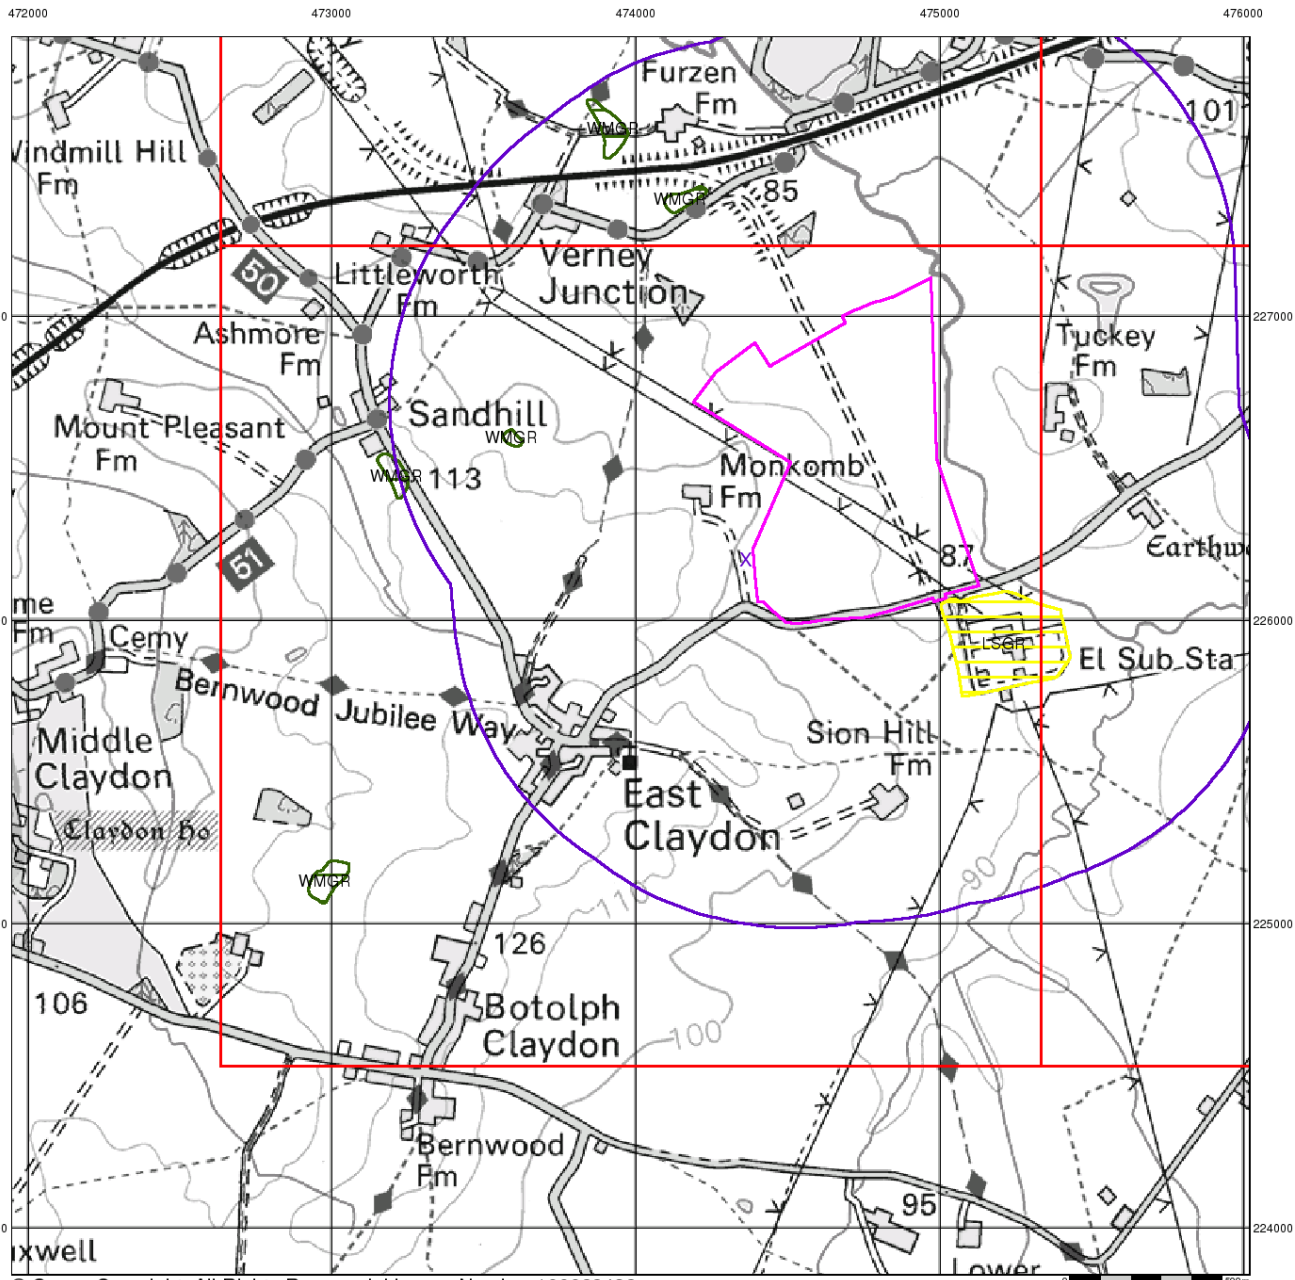 472000 473000 474000 475000 476000
Furzen
Fm
101
WMGR
Windmill Hill
Fm
85
WMGR
Verney
Junction
50
Littleworth
Fm
227000
Ashmore
Fm
Tuckey
Fm
Sandhill
Mount Pleasant
Fm
WMGR
WMGR
113
Monkomb
Fm
87
51
X
Fm
Cemy
226000
LSGR
El Sub Sta
Bernwood Jubilee Way
Middle
Claydon
Sion Hill
Fm
East
Claydon
Claydon Ho
WMGR
90
110
225000
126
106
Botolph
Claydon
100
Bernwood
Fm
95
224000
Lower